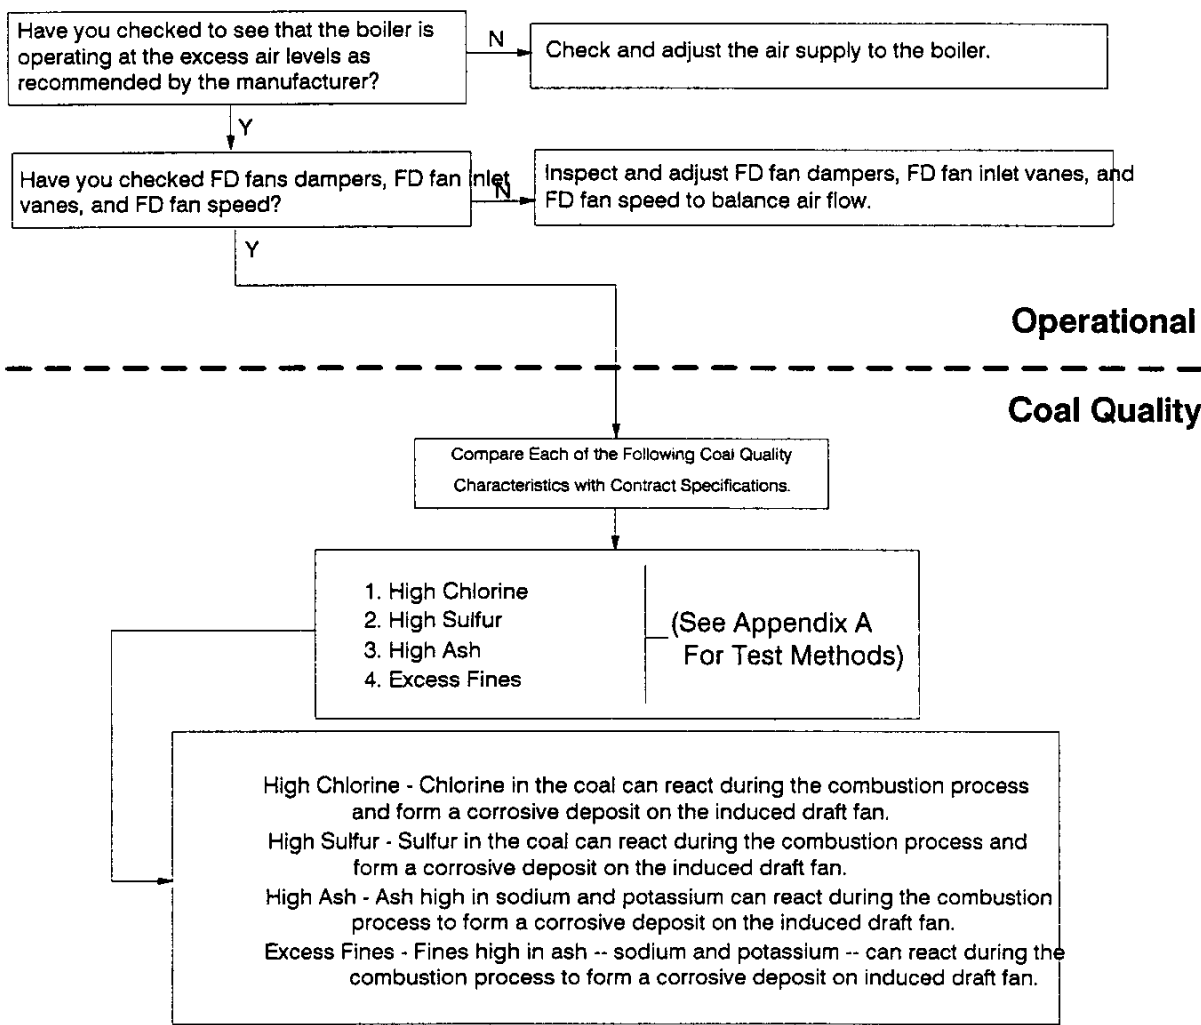 Have you checked to see that the boiler is
operating at the excess air levels as
recommended by the manufacturer?
N
Check and adjust the air supply to the boiler.
Y
Have you checked FD fans dampers, FD fan inlet
vanes, and FD fan speed?
N
Inspect and adjust FD fan dampers, FD fan inlet vanes, and
FD fan speed to balance air flow.
Y
Operational
Coal Quality
Compare Each of the Following Coal Quality
Characteristics with Contract Specifications.
1. High Chlorine
2. High Sulfur
3. High Ash
4. Excess Fines
(See Appendix A
For Test Methods)
High Chlorine - Chlorine in the coal can react during the combustion process
and form a corrosive deposit on the induced draft fan.
High Sulfur - Sulfur in the coal can react during the combustion process and
form a corrosive deposit on the induced draft fan.
High Ash - Ash high in sodium and potassium can react during the combustion
process to form a corrosive deposit on the induced draft fan.
Excess Fines - Fines high in ash -- sodium and potassium -- can react during the
combustion process to form a corrosive deposit on induced draft fan.